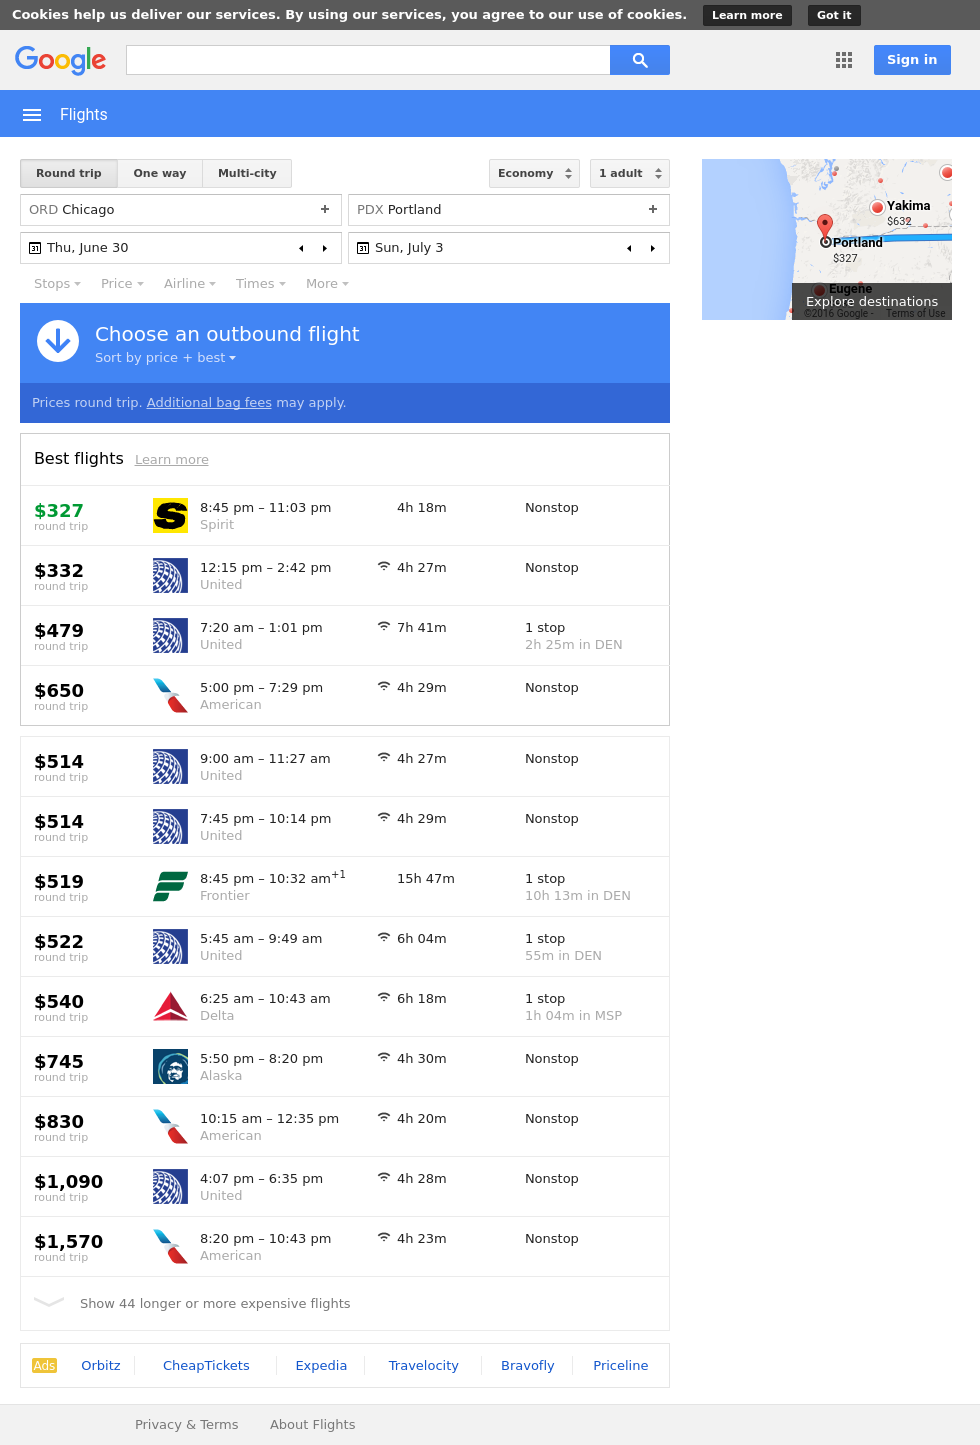 Cookies help us deliver our services. By using our services, you agree to our use of cookies. Learn more Got it
Google Sign in
Flights
Round trip One way Multi-city Economy 1 adult
ORD Chicago + PDX Portland +
31 Thu, June 30 31 Sun, July 3
Stops Price Airline Times More
Yakima
$632
Portland
$327
Eugene
Explore destinations
©2016 Google - Terms of Use
Choose an outbound flight
Sort by price + best
Prices round trip. Additional bag fees may apply.
Best flights Learn more
$327 8:45 pm – 11:03 pm 4h 18m Nonstop
round trip Spirit
$332 12:15 pm – 2:42 pm 4h 27m Nonstop
round trip United
$479 7:20 am – 1:01 pm 7h 41m 1 stop
round trip United 2h 25m in DEN
$650 5:00 pm – 7:29 pm 4h 29m Nonstop
round trip American
$514 9:00 am – 11:27 am 4h 27m Nonstop
round trip United
$514 7:45 pm – 10:14 pm 4h 29m Nonstop
round trip United
$519 8:45 pm – 10:32 am+1 15h 47m 1 stop
round trip Frontier 10h 13m in DEN
$522 5:45 am – 9:49 am 6h 04m 1 stop
round trip United 55m in DEN
$540 6:25 am – 10:43 am 6h 18m 1 stop
round trip Delta 1h 04m in MSP
$745 5:50 pm – 8:20 pm 4h 30m Nonstop
round trip Alaska
$830 10:15 am – 12:35 pm 4h 20m Nonstop
round trip American
$1,090 4:07 pm – 6:35 pm 4h 28m Nonstop
round trip United
$1,570 8:20 pm – 10:43 pm 4h 23m Nonstop
round trip American
Show 44 longer or more expensive flights
Ads Orbitz CheapTickets Expedia Travelocity Bravofly Priceline
Privacy & Terms About Flights